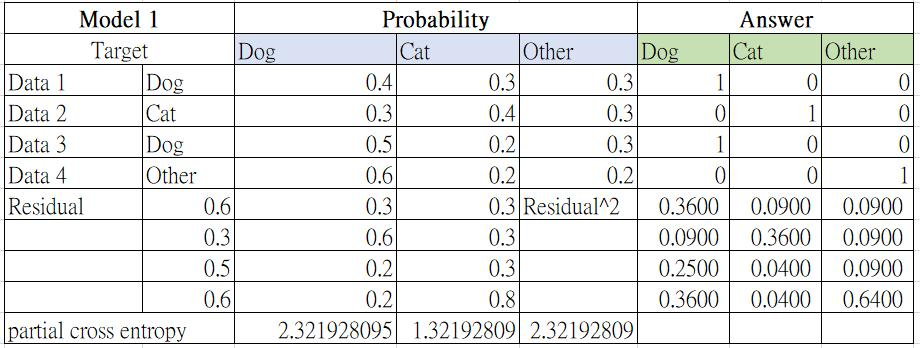 Model 1 Probability Answer
Target Dog Cat Other Dog Cat Other
Data 1 Dog 0.4 0.3 0.3 1 0 0
Data 2 Cat 0.3 0.4 0.3 0 1 0
Data 3 Dog 0.5 0.2 0.3 1 0 0
Data 4 Other 0.6 0.2 0.2 0 0 1
Residual 0.6 0.3 0.3 Residual^2 0.3600 0.0900 0.0900
0.3 0.6 0.3 0.0900 0.3600 0.0900
0.5 0.2 0.3 0.2500 0.0400 0.0900
0.6 0.2 0.8 0.3600 0.0400 0.6400
partial cross entropy 2.321928095 1.32192809 2.32192809